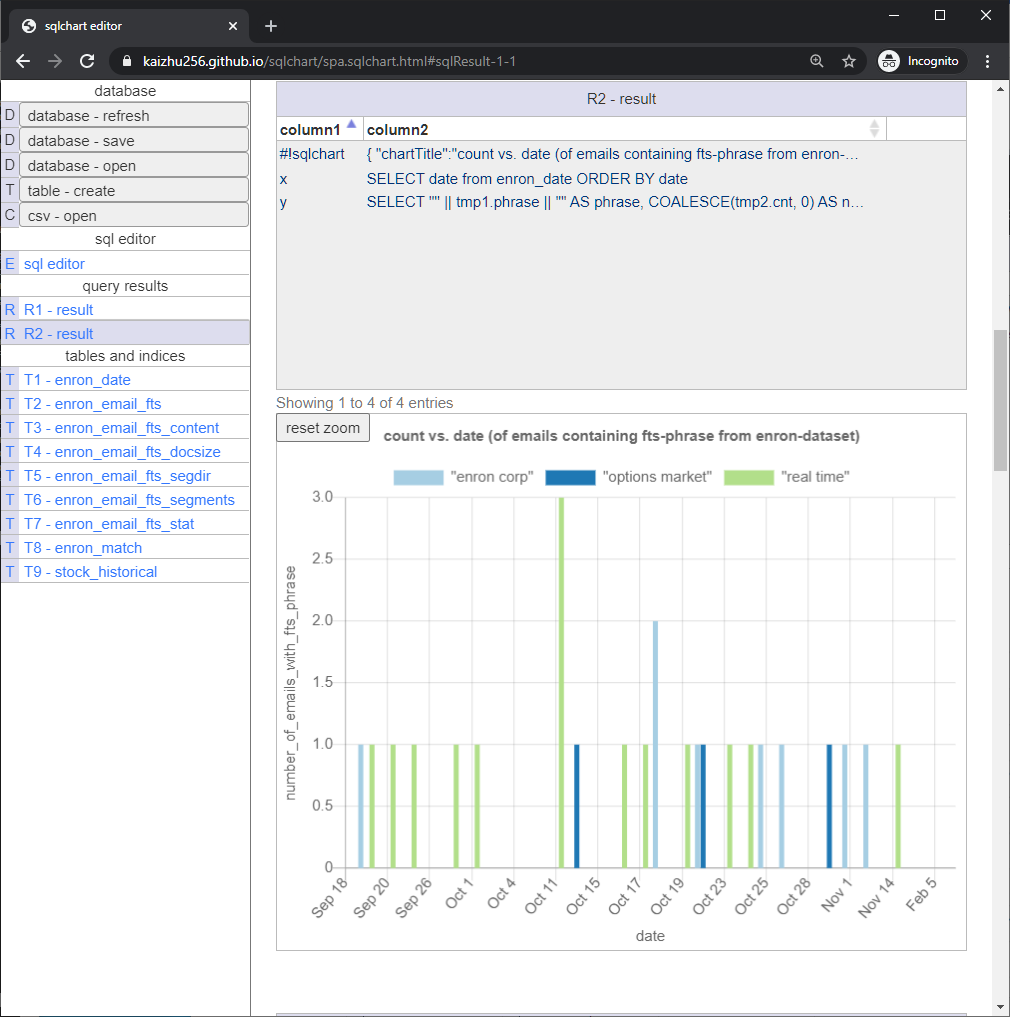 sqlchart editor
kaizhu256.github.io/sqlchart/spa.sqlchart.html#sqlResult-1-1
Incognito
database
D database - refresh
D database - save
D database - open
T table - create
C csv - open
sql editor
E sql editor
query results
R R1 - result
R R2 - result
tables and indices
T T1 - enron_date
T T2 - enron_email_fts
T T3 - enron_email_fts_content
T T4 - enron_email_fts_docsize
T T5 - enron_email_fts_segdir
T T6 - enron_email_fts_segments
T T7 - enron_email_fts_stat
T T8 - enron_match
T T9 - stock_historical
R2 - result
column1 column2
#!sqlchart { "chartTitle":"count vs. date (of emails containing fts-phrase from enron-…
x SELECT date from enron_date ORDER BY date
y SELECT '"' || tmp1.phrase || '"' AS phrase, COALESCE(tmp2.cnt, 0) AS n…
Showing 1 to 4 of 4 entries
reset zoom
count vs. date (of emails containing fts-phrase from enron-dataset)
"enron corp" "options market" "real time"
3.0
2.5
2.0
1.5
1.0
0.5
0
number_of_emails_with_fts_phrase
Sep 18 Sep 20 Sep 26 Oct 1 Oct 4 Oct 11 Oct 15 Oct 17 Oct 19 Oct 23 Oct 25 Oct 28 Nov 1 Nov 14 Feb 5
date